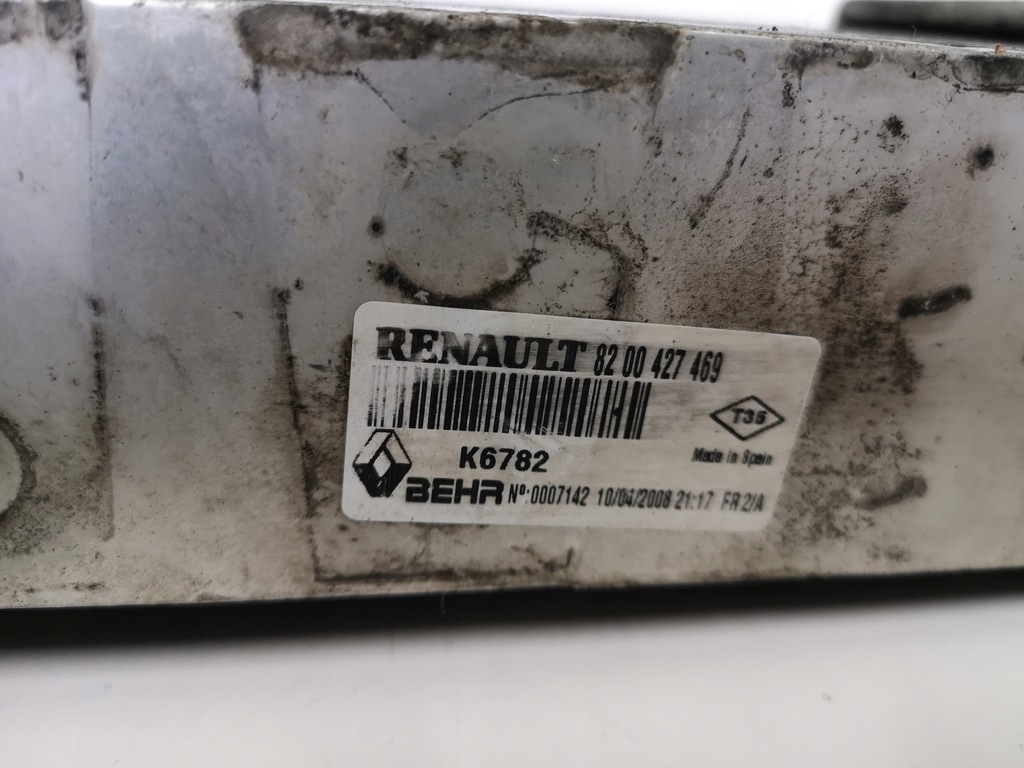 RENAULT 82 00 427 469
T35
K6782
Made in Spain
BEHR Nº:0007142 10/04/2008 21:17 FR 2/A